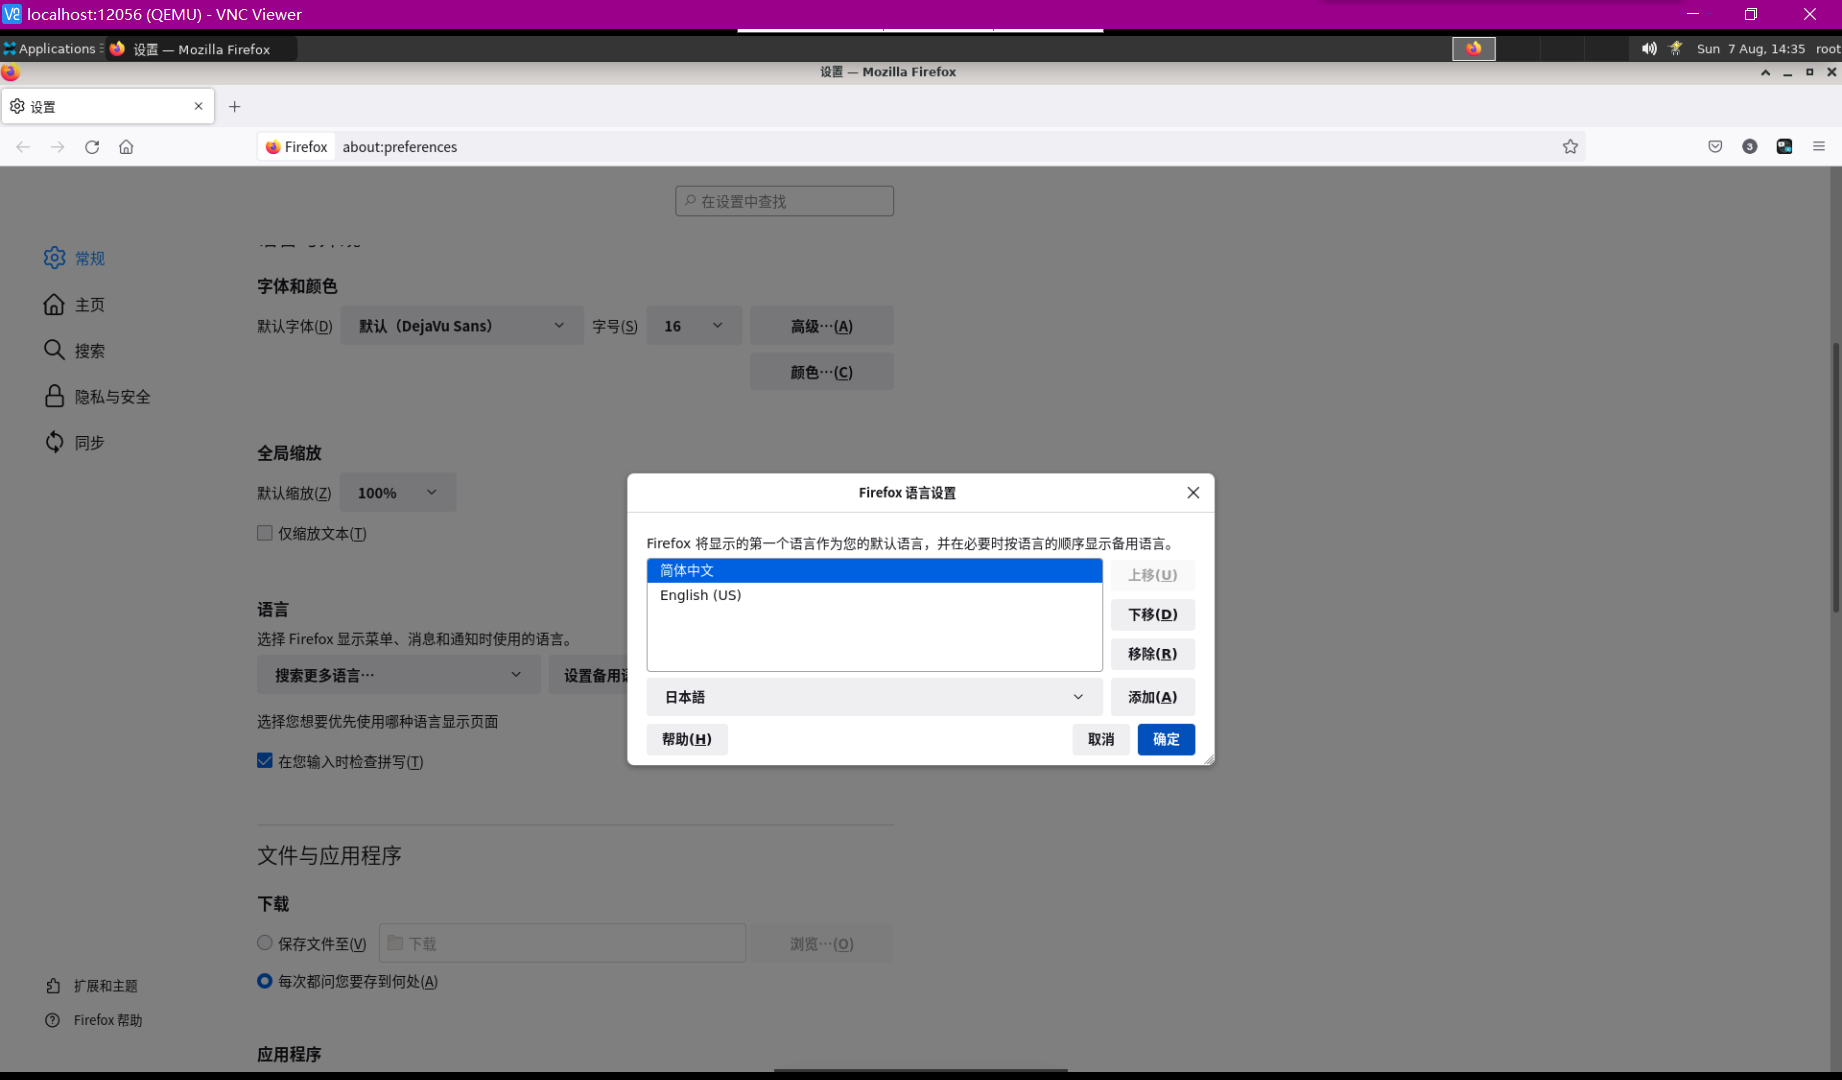 localhost:12056 (QEMU) - VNC Viewer
Applications
设置 — Mozilla Firefox
Sun 7 Aug, 14:35
root
设置 — Mozilla Firefox
设置
Firefox
about:preferences
3
在设置中查找
常规
主页
搜索
隐私与安全
同步
扩展和主题
Firefox 帮助
字体和颜色
默认字体(D)
默认（DejaVu Sans）
字号(S)
16
高级…(A)
颜色…(C)
全局缩放
默认缩放(Z)
100%
仅缩放文本(T)
语言
选择 Firefox 显示菜单、消息和通知时使用的语言。
搜索更多语言…
设置备用
选择您想要优先使用哪种语言显示页面
在您输入时检查拼写(T)
文件与应用程序
下载
保存文件至(V)
下载
浏览…(O)
每次都问您要存到何处(A)
应用程序
Firefox 语言设置
Firefox 将显示的第一个语言作为您的默认语言，并在必要时按语言的顺序显示备用语言。
简体中文
English (US)
上移(U)
下移(D)
移除(R)
日本語
添加(A)
帮助(H)
取消
确定